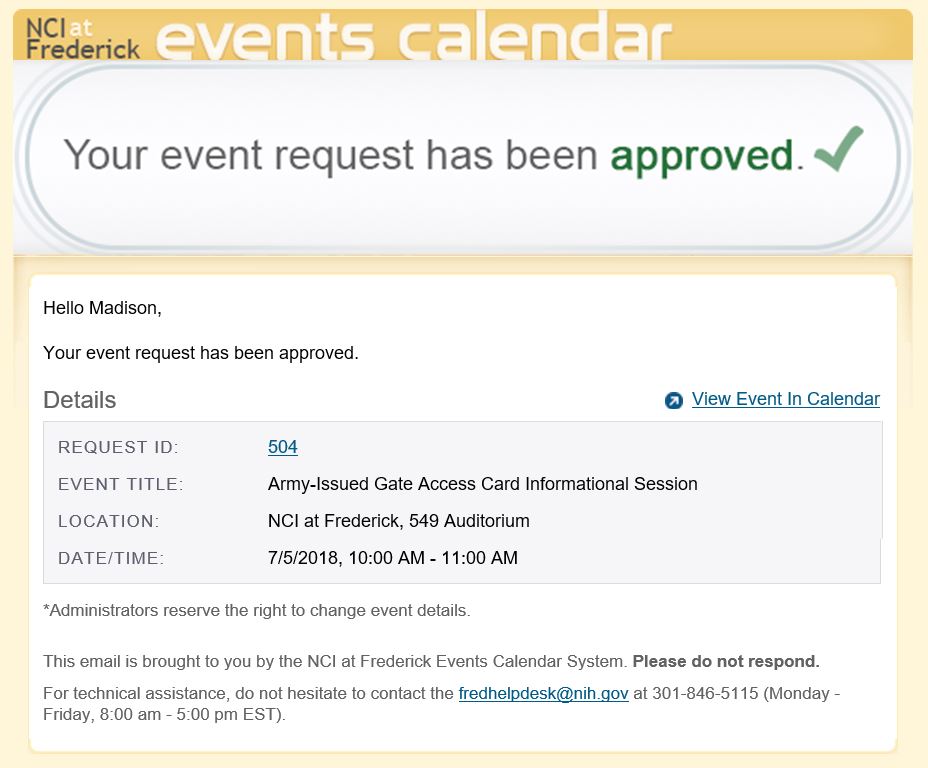 NCI at
Frederick
events calendar
Your event request has been approved.
Hello Madison,
Your event request has been approved.
Details
View Event In Calendar
REQUEST ID: 504
EVENT TITLE: Army-Issued Gate Access Card Informational Session
LOCATION: NCI at Frederick, 549 Auditorium
DATE/TIME: 7/5/2018, 10:00 AM - 11:00 AM
*Administrators reserve the right to change event details.
This email is brought to you by the NCI at Frederick Events Calendar System. Please do not respond.
For technical assistance, do not hesitate to contact the fredhelpdesk@nih.gov at 301-846-5115 (Monday -
Friday, 8:00 am - 5:00 pm EST).